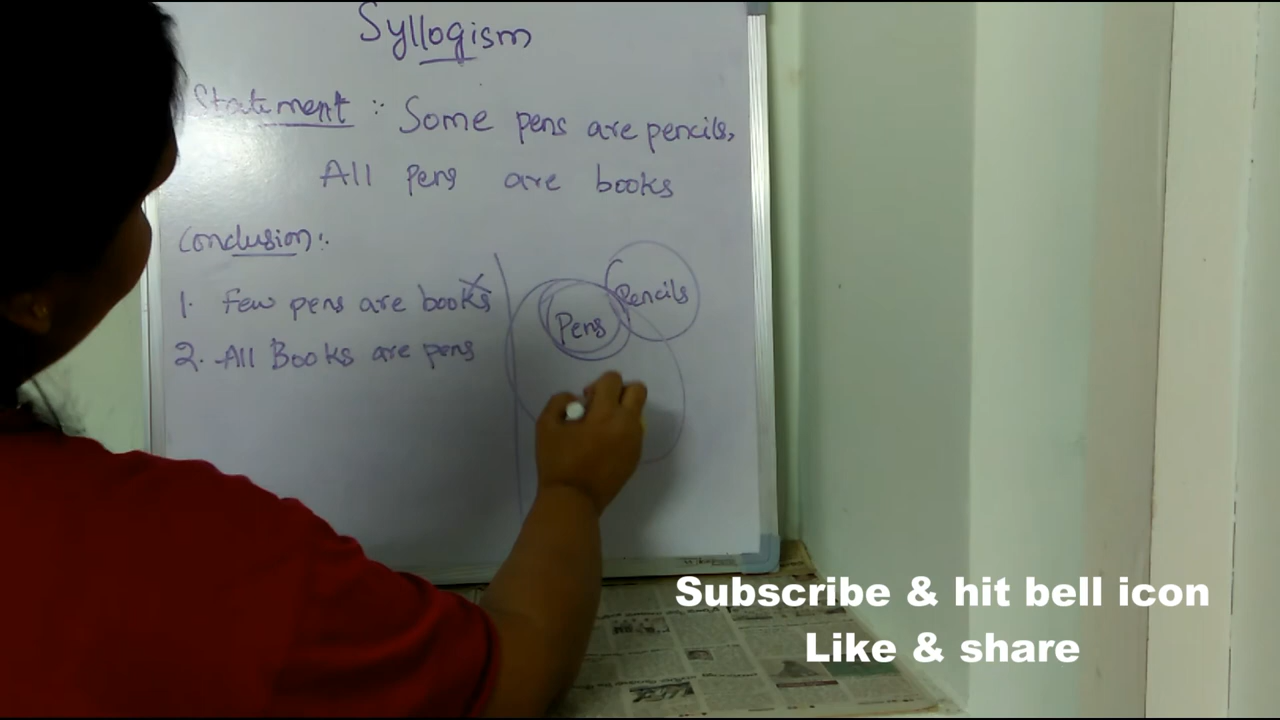 Syllogism
Statement :- Some pens are pencils,
All pens are books
Conclusion:-
1. Few pens are books
2. All Books are pens
Pencils
Pens
Subscribe & hit bell icon
Like & share